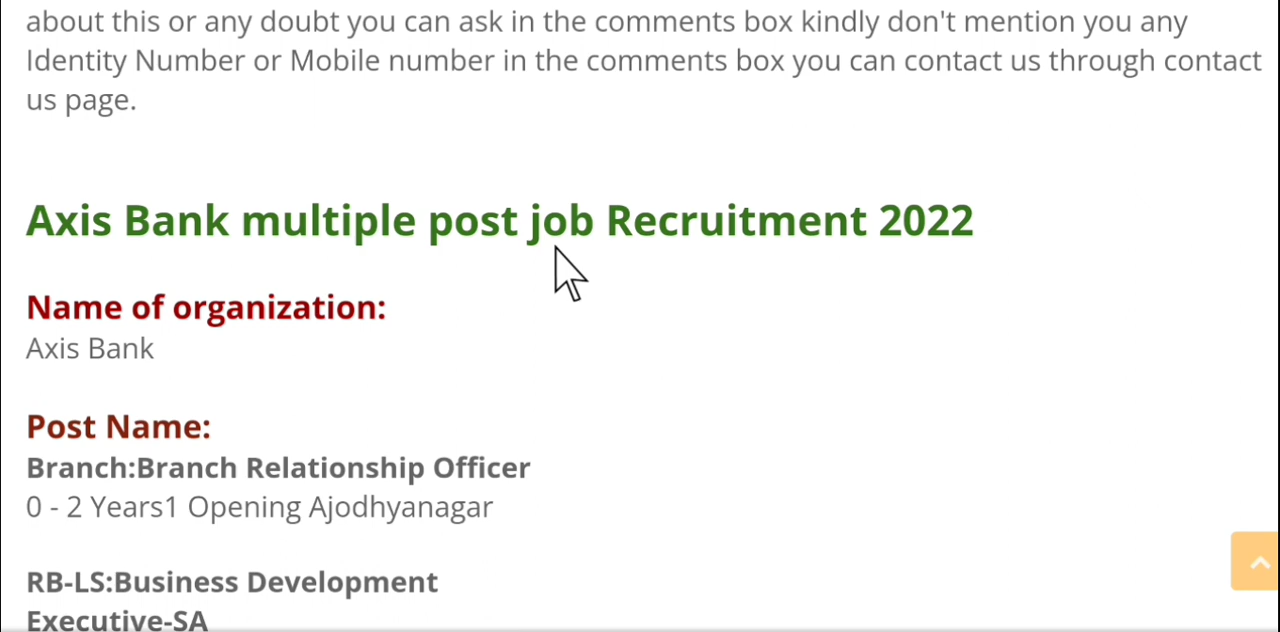 about this or any doubt you can ask in the comments box kindly don't mention you any
Identity Number or Mobile number in the comments box you can contact us through contact
us page.
Axis Bank multiple post job Recruitment 2022
Name of organization:
Axis Bank
Post Name:
Branch:Branch Relationship Officer
0 - 2 Years1 Opening Ajodhyanagar
RB-LS:Business Development
Executive-SA